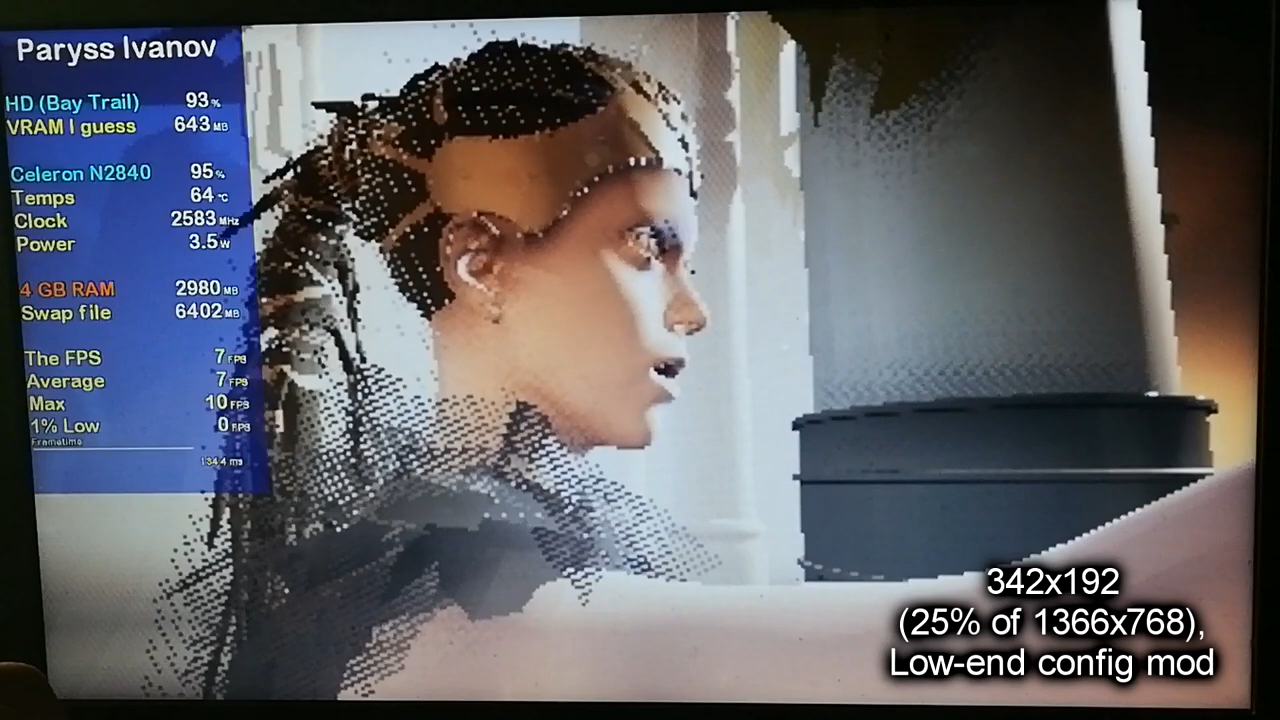 Paryss Ivanov
HD (Bay Trail) 93 %
VRAM I guess 643 MB
Celeron N2840 95 %
Temps 64 °C
Clock 2583 MHz
Power 3.5 W
4 GB RAM 2980 MB
Swap file 6402 MB
The FPS 7 FPS
Average 7 FPS
Max 10 FPS
1% Low 0 FPS
Frametime
134.4 ms
342x192
(25% of 1366x768),
Low-end config mod